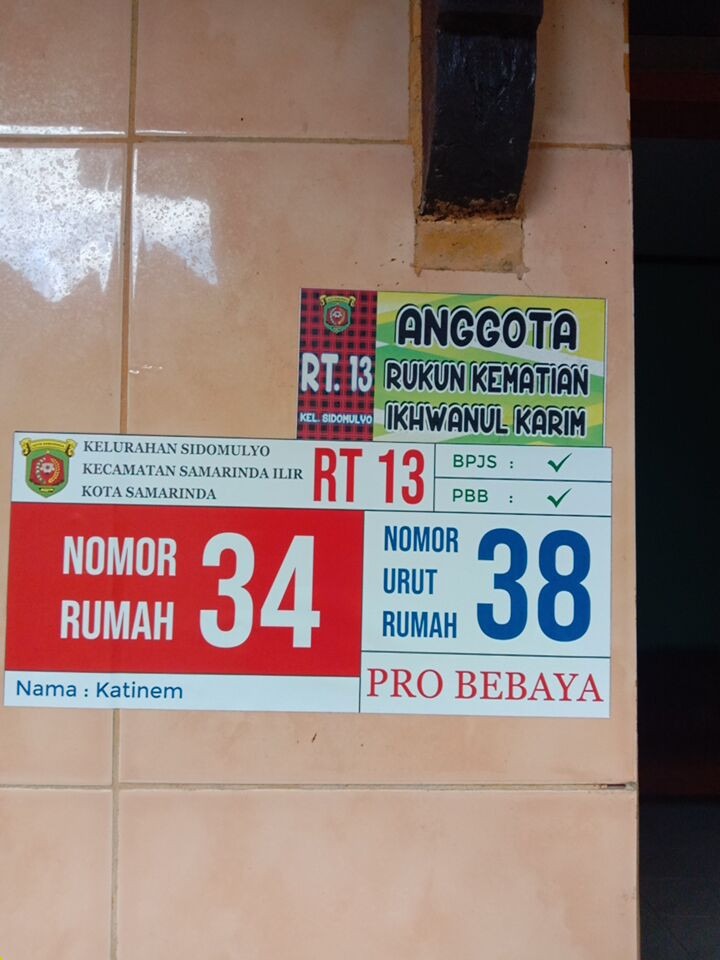 RT. 13
KEL. SIDOMULYO
ANGGOTA
RUKUN KEMATIAN
IKHWANUL KARIM
KELURAHAN SIDOMULYO
KECAMATAN SAMARINDA ILIR
KOTA SAMARINDA
RT 13
BPJS : ✓
PBB : ✓
NOMOR
RUMAH
34
NOMOR
URUT
RUMAH
38
Nama : Katinem
PRO BEBAYA